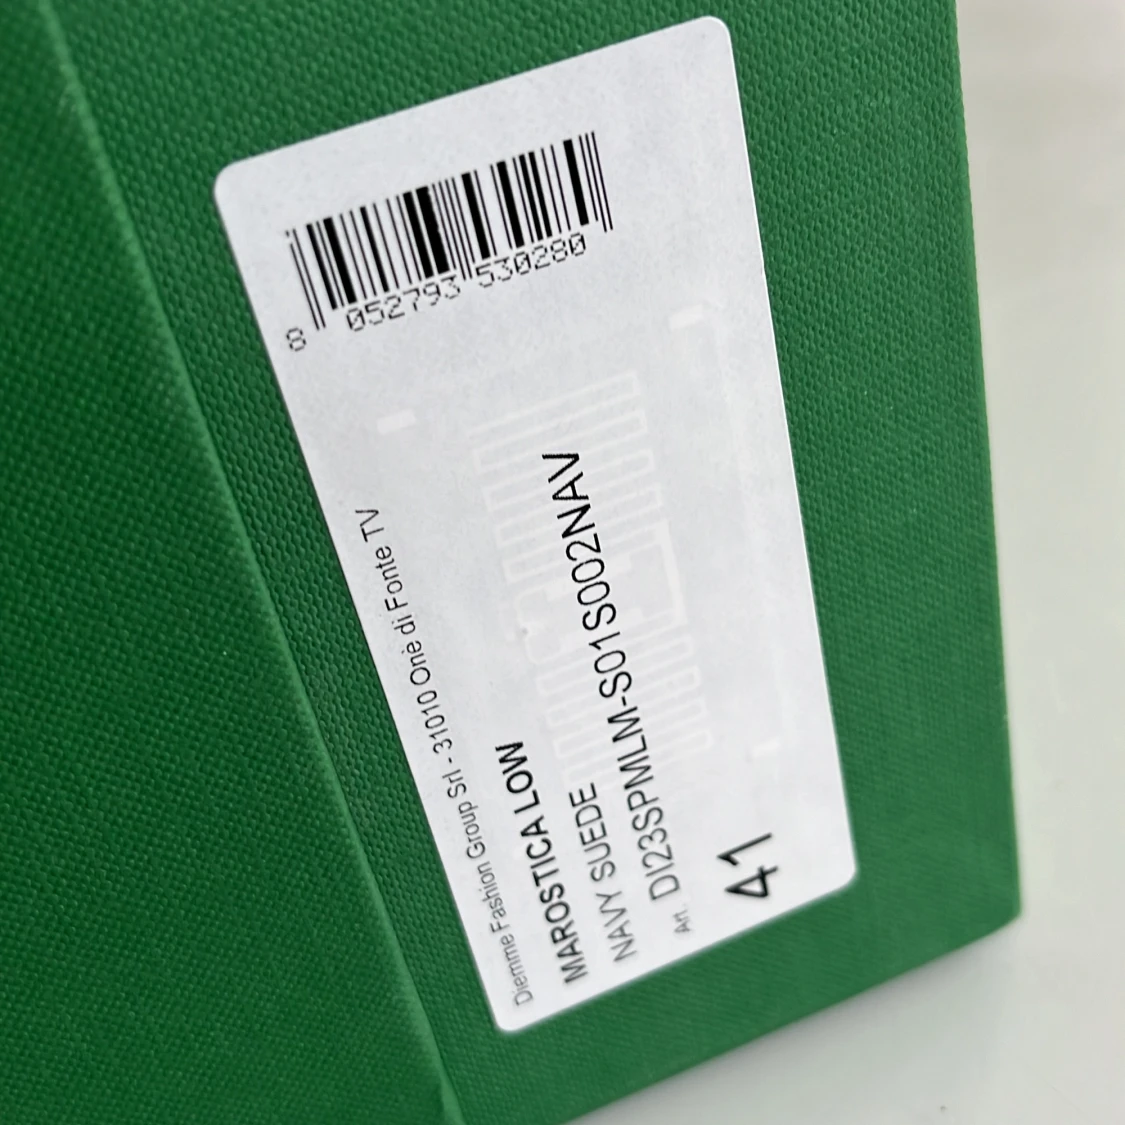 Diemme Fashion Group Srl - 31010 Onè di Fonte TV
MAROSTICA LOW
NAVY SUEDE
Art. DI23SPMLM-S01S002NAV
41
8 052793 530280